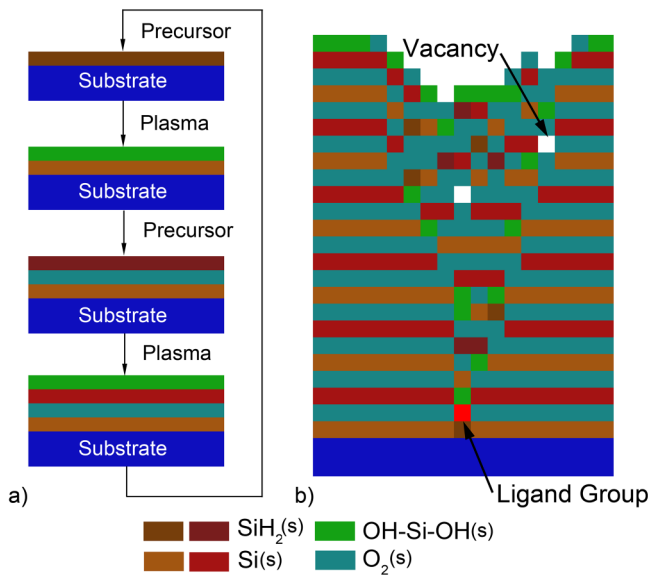 Precursor
Substrate
Plasma
Substrate
Precursor
Substrate
Plasma
Substrate
a)
Vacancy
b)
Ligand Group
SiH₂(s)
OH-Si-OH(s)
Si(s)
O₂(s)